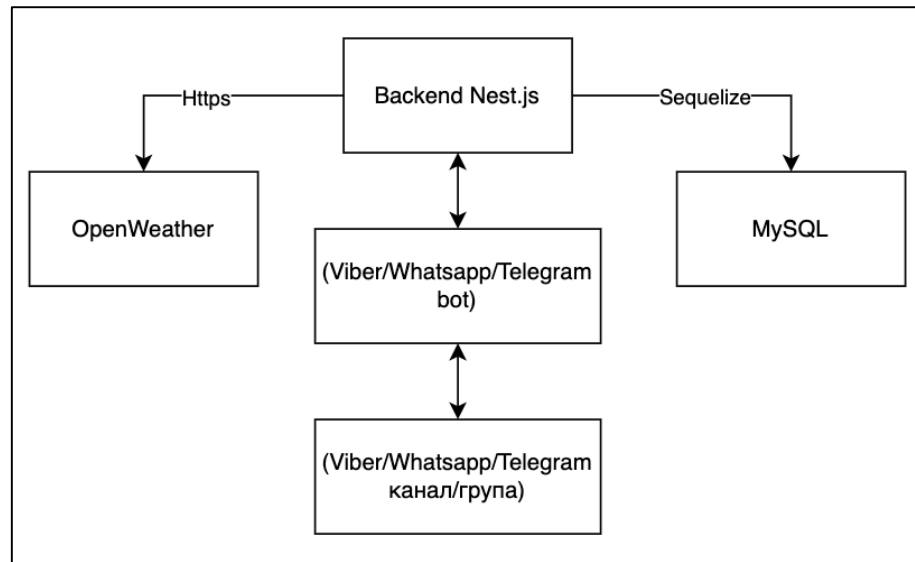 Backend Nest.js
Https
Sequelize
OpenWeather
MySQL
(Viber/Whatsapp/Telegram
bot)
(Viber/Whatsapp/Telegram
канал/група)